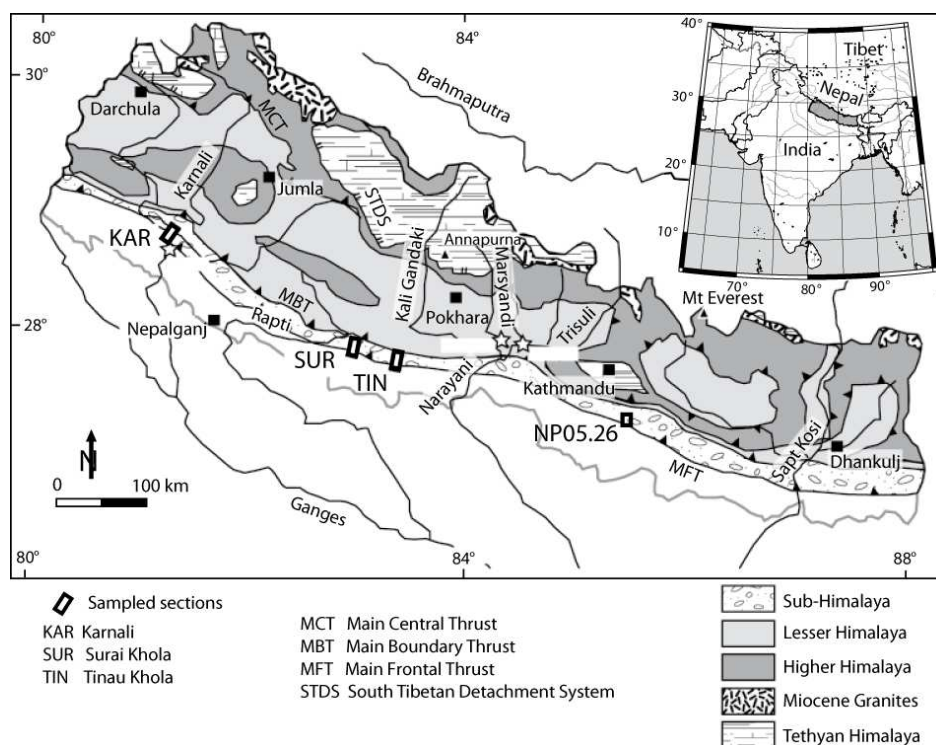 80°
84°
40°
30
Tibet
Brahmaputra
Darchula
MCT
30°
Nepal
India
20°
Karnali
Jumla
STDS
10°
KAR
Annapurna
Kali Gandaki
Marsyandi
70°
80°
90°
Mt Everest
28°
MBT
Pokhara
Trisuli
Nepalganj
Rapti
SUR
TIN
Narayani
Kathmandu
NP05.26
Sapt Kosi
Dhankulj
N
MFT
0
100 km
Ganges
80°
84°
88°
Sampled sections
KAR Karnali
SUR Surai Khola
TIN Tinau Khola
MCT Main Central Thrust
MBT Main Boundary Thrust
MFT Main Frontal Thrust
STDS South Tibetan Detachment System
Sub-Himalaya
Lesser Himalaya
Higher Himalaya
Miocene Granites
Tethyan Himalaya